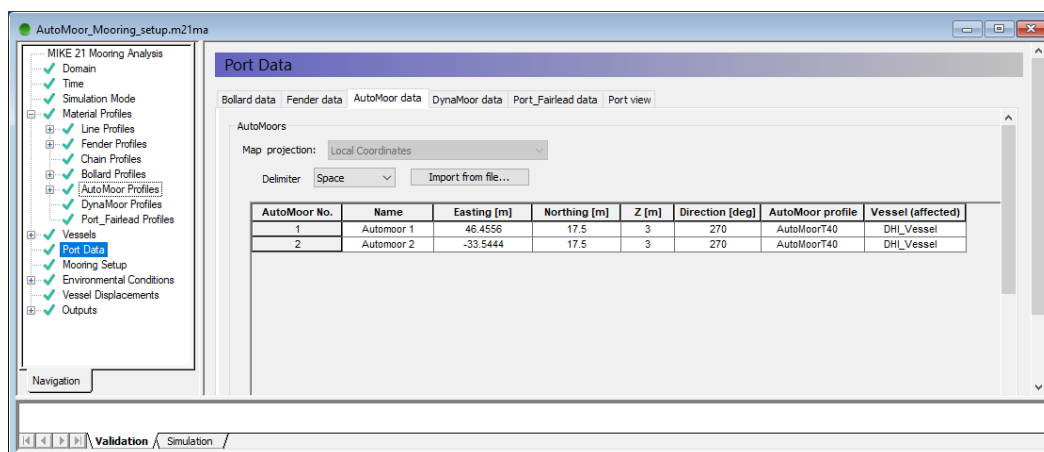 AutoMoor_Mooring_setup.m21ma
MIKE 21 Mooring Analysis
Domain
Time
Simulation Mode
Material Profiles
Line Profiles
Fender Profiles
Chain Profiles
Bollard Profiles
AutoMoor Profiles
DynaMoor Profiles
Port_Fairlead Profiles
Vessels
Port Data
Mooring Setup
Environmental Conditions
Vessel Displacements
Outputs
Navigation
Port Data
Bollard data Fender data AutoMoor data DynaMoor data Port_Fairlead data Port view
AutoMoors
Map projection: Local Coordinates
Delimiter Space Import from file...
AutoMoor No. Name Easting [m] Northing [m] Z [m] Direction [deg] AutoMoor profile Vessel (affected)
1 Automoor 1 46.4556 17.5 3 270 AutoMoorT40 DHI_Vessel
2 Automoor 2 -33.5444 17.5 3 270 AutoMoorT40 DHI_Vessel
Validation Simulation